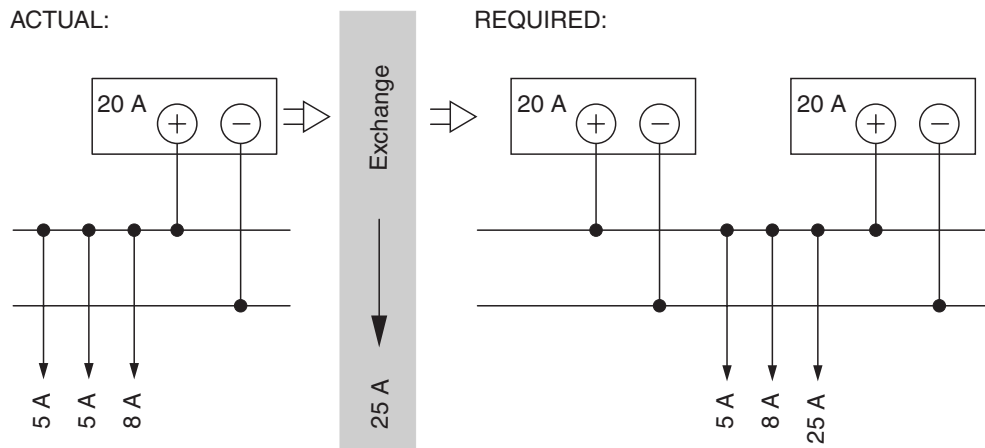 ACTUAL:
20 A
+
−
5 A
5 A
8 A
Exchange
25 A
REQUIRED:
20 A
+
−
20 A
+
−
5 A
8 A
25 A